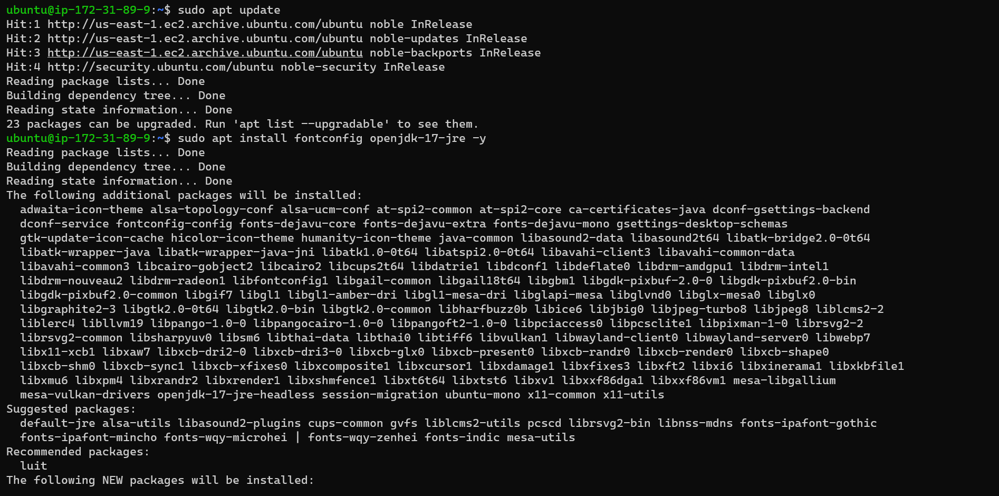 ubuntu@ip-172-31-89-9:~$ sudo apt update
Hit:1 http://us-east-1.ec2.archive.ubuntu.com/ubuntu noble InRelease
Hit:2 http://us-east-1.ec2.archive.ubuntu.com/ubuntu noble-updates InRelease
Hit:3 http://us-east-1.ec2.archive.ubuntu.com/ubuntu noble-backports InRelease
Hit:4 http://security.ubuntu.com/ubuntu noble-security InRelease
Reading package lists... Done
Building dependency tree... Done
Reading state information... Done
23 packages can be upgraded. Run 'apt list --upgradable' to see them.
ubuntu@ip-172-31-89-9:~$ sudo apt install fontconfig openjdk-17-jre -y
Reading package lists... Done
Building dependency tree... Done
Reading state information... Done
The following additional packages will be installed:
  adwaita-icon-theme alsa-topology-conf alsa-ucm-conf at-spi2-common at-spi2-core ca-certificates-java dconf-gsettings-backend
  dconf-service fontconfig-config fonts-dejavu-core fonts-dejavu-extra fonts-dejavu-mono gsettings-desktop-schemas
  gtk-update-icon-cache hicolor-icon-theme humanity-icon-theme java-common libasound2-data libasound2t64 libatk-bridge2.0-0t64
  libatk-wrapper-java libatk-wrapper-java-jni libatk1.0-0t64 libatspi2.0-0t64 libavahi-client3 libavahi-common-data
  libavahi-common3 libcairo-gobject2 libcairo2 libcups2t64 libdatrie1 libdconf1 libdeflate0 libdrm-amdgpu1 libdrm-intel1
  libdrm-nouveau2 libdrm-radeon1 libfontconfig1 libgail-common libgail18t64 libgbm1 libgdk-pixbuf-2.0-0 libgdk-pixbuf2.0-bin
  libgdk-pixbuf2.0-common libgif7 libgl1 libgl1-amber-dri libgl1-mesa-dri libglapi-mesa libglvnd0 libglx-mesa0 libglx0
  libgraphite2-3 libgtk2.0-0t64 libgtk2.0-bin libgtk2.0-common libharfbuzz0b libice6 libjbig0 libjpeg-turbo8 libjpeg8 liblcms2-2
  liblerc4 libllvm19 libpango-1.0-0 libpangocairo-1.0-0 libpangoft2-1.0-0 libpciaccess0 libpcsclite1 libpixman-1-0 librsvg2-2
  librsvg2-common libsharpyuv0 libsm6 libthai-data libthai0 libtiff6 libvulkan1 libwayland-client0 libwayland-server0 libwebp7
  libx11-xcb1 libxaw7 libxcb-dri2-0 libxcb-dri3-0 libxcb-glx0 libxcb-present0 libxcb-randr0 libxcb-render0 libxcb-shape0
  libxcb-shm0 libxcb-sync1 libxcb-xfixes0 libxcomposite1 libxcursor1 libxdamage1 libxfixes3 libxft2 libxi6 libxinerama1 libxkbfile1
  libxmu6 libxpm4 libxrandr2 libxrender1 libxshmfence1 libxt6t64 libxtst6 libxv1 libxxf86dga1 libxxf86vm1 mesa-libgallium
  mesa-vulkan-drivers openjdk-17-jre-headless session-migration ubuntu-mono x11-common x11-utils
Suggested packages:
  default-jre alsa-utils libasound2-plugins cups-common gvfs liblcms2-utils pcscd librsvg2-bin libnss-mdns fonts-ipafont-gothic
  fonts-ipafont-mincho fonts-wqy-microhei | fonts-wqy-zenhei fonts-indic mesa-utils
Recommended packages:
  luit
The following NEW packages will be installed: